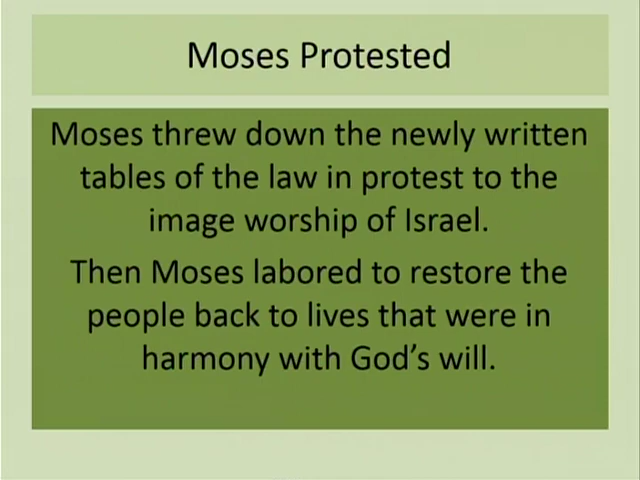 Moses Protested
Moses threw down the newly written
tables of the law in protest to the
image worship of Israel.
Then Moses labored to restore the
people back to lives that were in
harmony with God’s will.